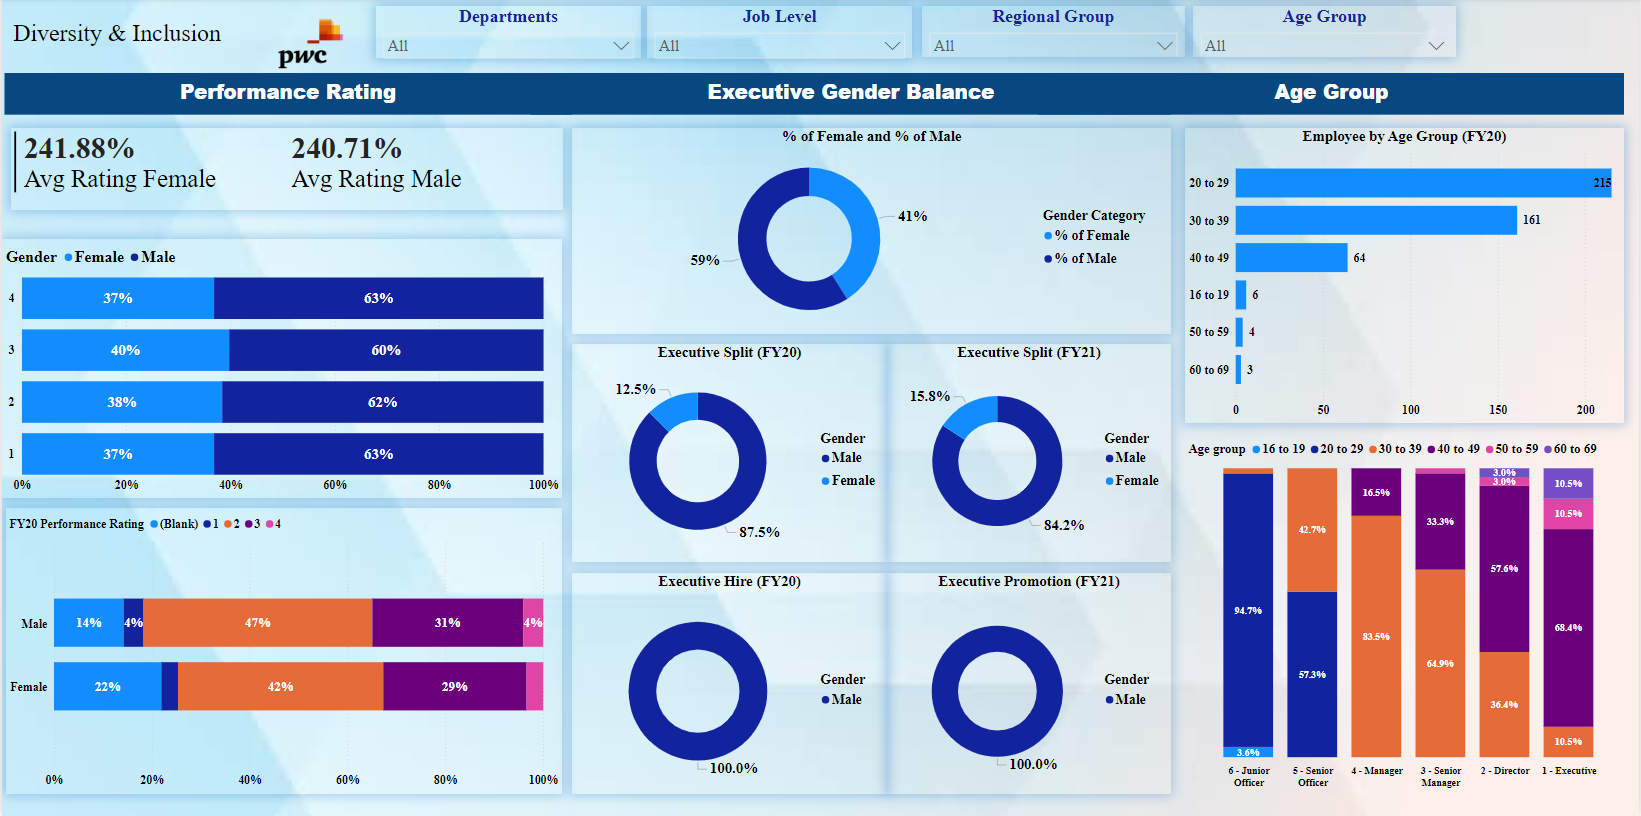 Diversity & Inclusion
pwc
Departments
All
Job Level
All
Regional Group
All
Age Group
All
Performance Rating
Executive Gender Balance
Age Group
241.88%
Avg Rating Female
240.71%
Avg Rating Male
Gender Female Male
4 37% 63%
3 40% 60%
2 38% 62%
1 37% 63%
0% 20% 40% 60% 80% 100%
FY20 Performance Rating (Blank) 1 2 3 4
Male 14% 4% 47% 31% 4%
Female 22% 42% 29%
0% 20% 40% 60% 80% 100%
% of Female and % of Male
41%
59%
Gender Category
% of Female
% of Male
Executive Split (FY20)
12.5%
87.5%
Gender
Male
Female
Executive Split (FY21)
15.8%
84.2%
Gender
Male
Female
Executive Hire (FY20)
100.0%
Gender
Male
Executive Promotion (FY21)
100.0%
Gender
Male
Employee by Age Group (FY20)
20 to 29 215
30 to 39 161
40 to 49 64
16 to 19 6
50 to 59 4
60 to 69 3
0 50 100 150 200
Age group 16 to 19 20 to 29 30 to 39 40 to 49 50 to 59 60 to 69
94.7%
3.6%
42.7%
57.3%
16.5%
83.5%
33.3%
64.9%
3.0%
3.0%
57.6%
36.4%
10.5%
10.5%
68.4%
10.5%
6 - Junior
Officer
5 - Senior
Officer
4 - Manager
3 - Senior
Manager
2 - Director
1 - Executive